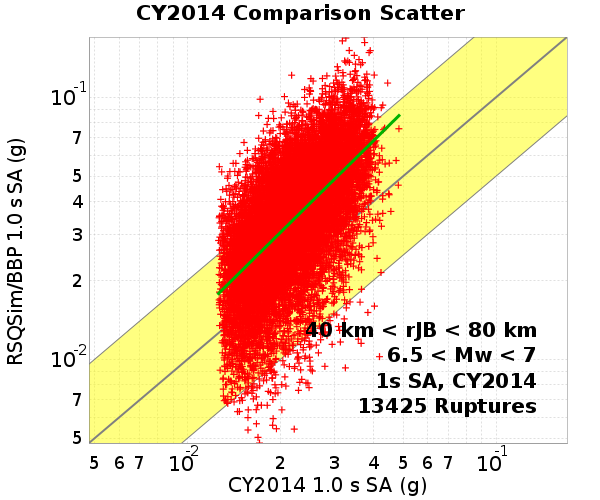 CY2014 Comparison Scatter
RSQSim/BBP 1.0 s SA (g)
10-1
7
5
4
3
2
10-2
7
5
40 km < rJB < 80 km
6.5 < Mw < 7
1s SA, CY2014
13425 Ruptures
5 6 7 10-2 2 3 4 5 6 7 10-1
CY2014 1.0 s SA (g)